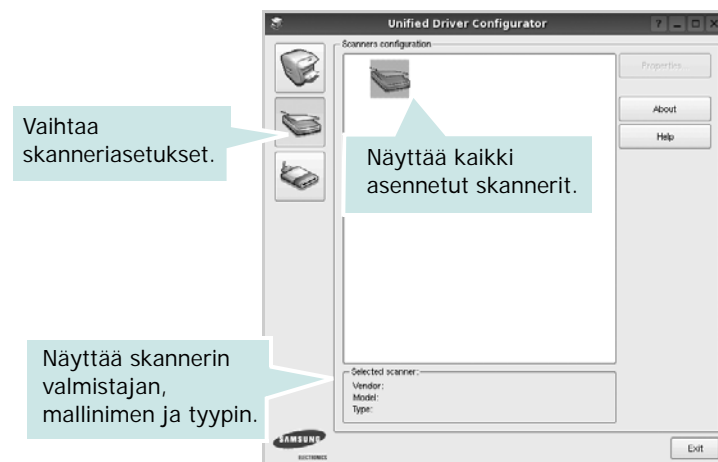 Unified Driver Configurator
Scanners configuration
Properties...
About
Help
Vaihtaa
skanneriasetukset.
Näyttää kaikki
asennetut skannerit.
Näyttää skannerin
valmistajan,
mallinimen ja tyypin.
Selected scanner:
Vendor:
Model:
Type:
SAMSUNG
ELECTRONICS
Exit